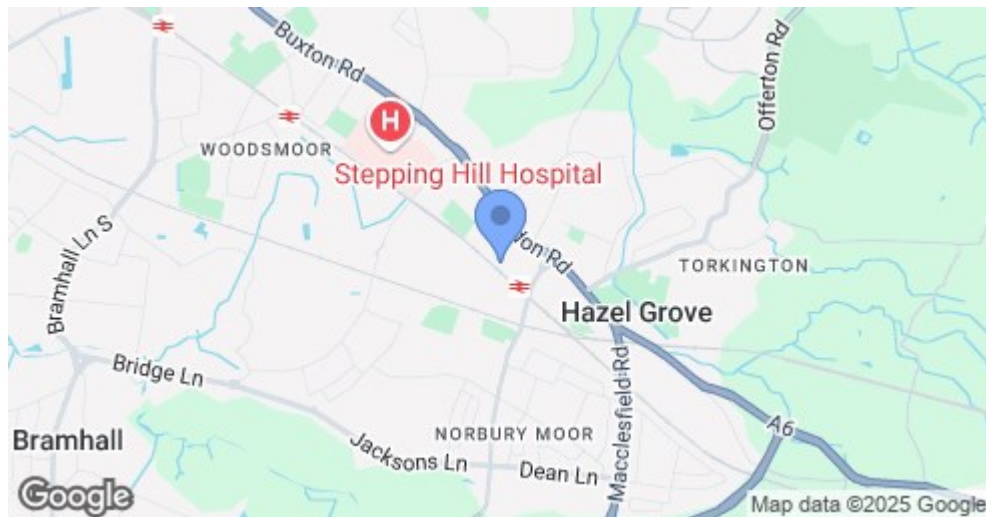 Buxton Rd
Offerton Rd
H
WOODSMOOR
Stepping Hill Hospital
Bramhall Ln S
Rd
TORKINGTON
Hazel Grove
Bridge Ln
Macclesfield Rd
A6
Bramhall
NORBURY MOOR
Jacksons Ln
Dean Ln
Google
Map data ©2025 Google